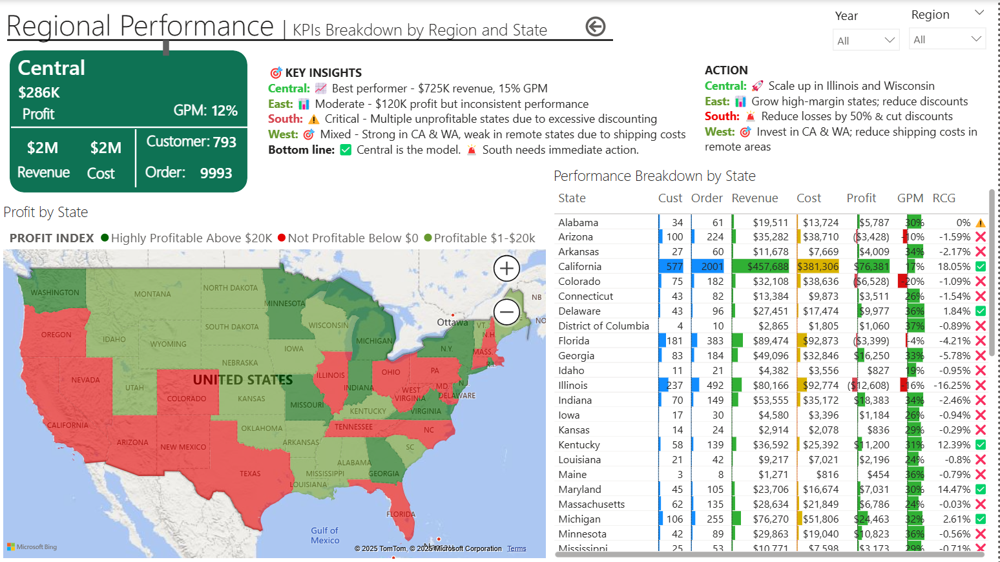 Regional Performance | KPIs Breakdown by Region and State
Year
Region
All
All
Central
$286K
Profit
GPM: 12%
$2M
Revenue
$2M
Cost
Customer: 793
Order: 9993
KEY INSIGHTS
Central: Best performer - $725K revenue, 15% GPM
East: Moderate - $120K profit but inconsistent performance
South: Critical - Multiple unprofitable states due to excessive discounting
West: Mixed - Strong in CA & WA, weak in remote states due to shipping costs
Bottom line: Central is the model. South needs immediate action.
ACTION
Central: Scale up in Illinois and Wisconsin
East: Grow high-margin states; reduce discounts
South: Reduce losses by 50% & cut discounts
West: Invest in CA & WA; reduce shipping costs in
remote areas
Profit by State
PROFIT INDEX Highly Profitable Above $20K Not Profitable Below $0 Profitable $1-$20k
WASHINGTON
MONTANA
NORTH DAKOTA
MINNESOTA
NB
OREGON
IDAHO
WYOMING
SOUTH DAKOTA
WISCONSIN
MICHIGAN
Ottawa
VT.
N.H.
NO
N.Y.
MASS.
R.I.
NEVADA
UTAH
COLORADO
NEBRASKA
IOWA
UNITED STATES
KANSAS
ILLINOIS
INDIANA
OHIO
PA
N.J.
MD.
DELAWARE
WEST
VIRGINIA
VIRGINIA
MISSOURI
KENTUCKY
CALIFORNIA
ARIZONA
NEW MEXICO
OKLAHOMA
ARKANSAS
TENNESSEE
NC
SC
TEXAS
LOUISIANA
MISSISSIPPI
ALABAMA
GEORGIA
FLORIDA
Gulf of
Mexico
Microsoft Bing
© 2025 TomTom, © 2025 Microsoft Corporation Terms
Performance Breakdown by State
State Cust Order Revenue Cost Profit GPM RCG
Alabama 34 61 $19,511 $13,724 $5,787 30% 0%
Arizona 100 224 $35,282 $38,710 ($3,428) -10% -1.59%
Arkansas 27 60 $11,678 $7,669 $4,009 34% -2.17%
California 577 2001 $457,688 $381,306 $76,381 17% 18.05%
Colorado 75 182 $32,108 $38,636 ($6,528) -20% -1.09%
Connecticut 43 82 $13,384 $9,873 $3,511 26% -1.54%
Delaware 43 96 $27,451 $17,474 $9,977 36% 1.84%
District of Columbia 4 10 $2,865 $1,805 $1,060 37% -0.89%
Florida 181 383 $89,474 $92,873 ($3,399) -4% -4.21%
Georgia 83 184 $49,096 $32,846 $16,250 33% -5.78%
Idaho 11 21 $4,382 $3,556 $827 19% -0.95%
Illinois 237 492 $80,166 $92,774 ($12,608) -16% -16.25%
Indiana 70 149 $53,555 $35,172 $18,383 34% -2.46%
Iowa 17 30 $4,580 $3,396 $1,184 26% -0.94%
Kansas 14 24 $2,914 $2,078 $836 29% -0.29%
Kentucky 58 139 $36,592 $25,392 $11,200 31% 12.39%
Louisiana 21 42 $9,217 $7,021 $2,196 24% -0.8%
Maine 3 8 $1,271 $816 $454 36% -0.79%
Maryland 45 105 $23,706 $16,674 $7,031 30% 14.47%
Massachusetts 62 135 $28,634 $21,849 $6,786 24% -0.03%
Michigan 106 255 $76,270 $51,806 $24,463 32% 2.61%
Minnesota 42 89 $29,863 $19,040 $10,823 36% -0.56%
Mississippi 25 53 $10,771 $7,598 $3,173 29% -0.71%